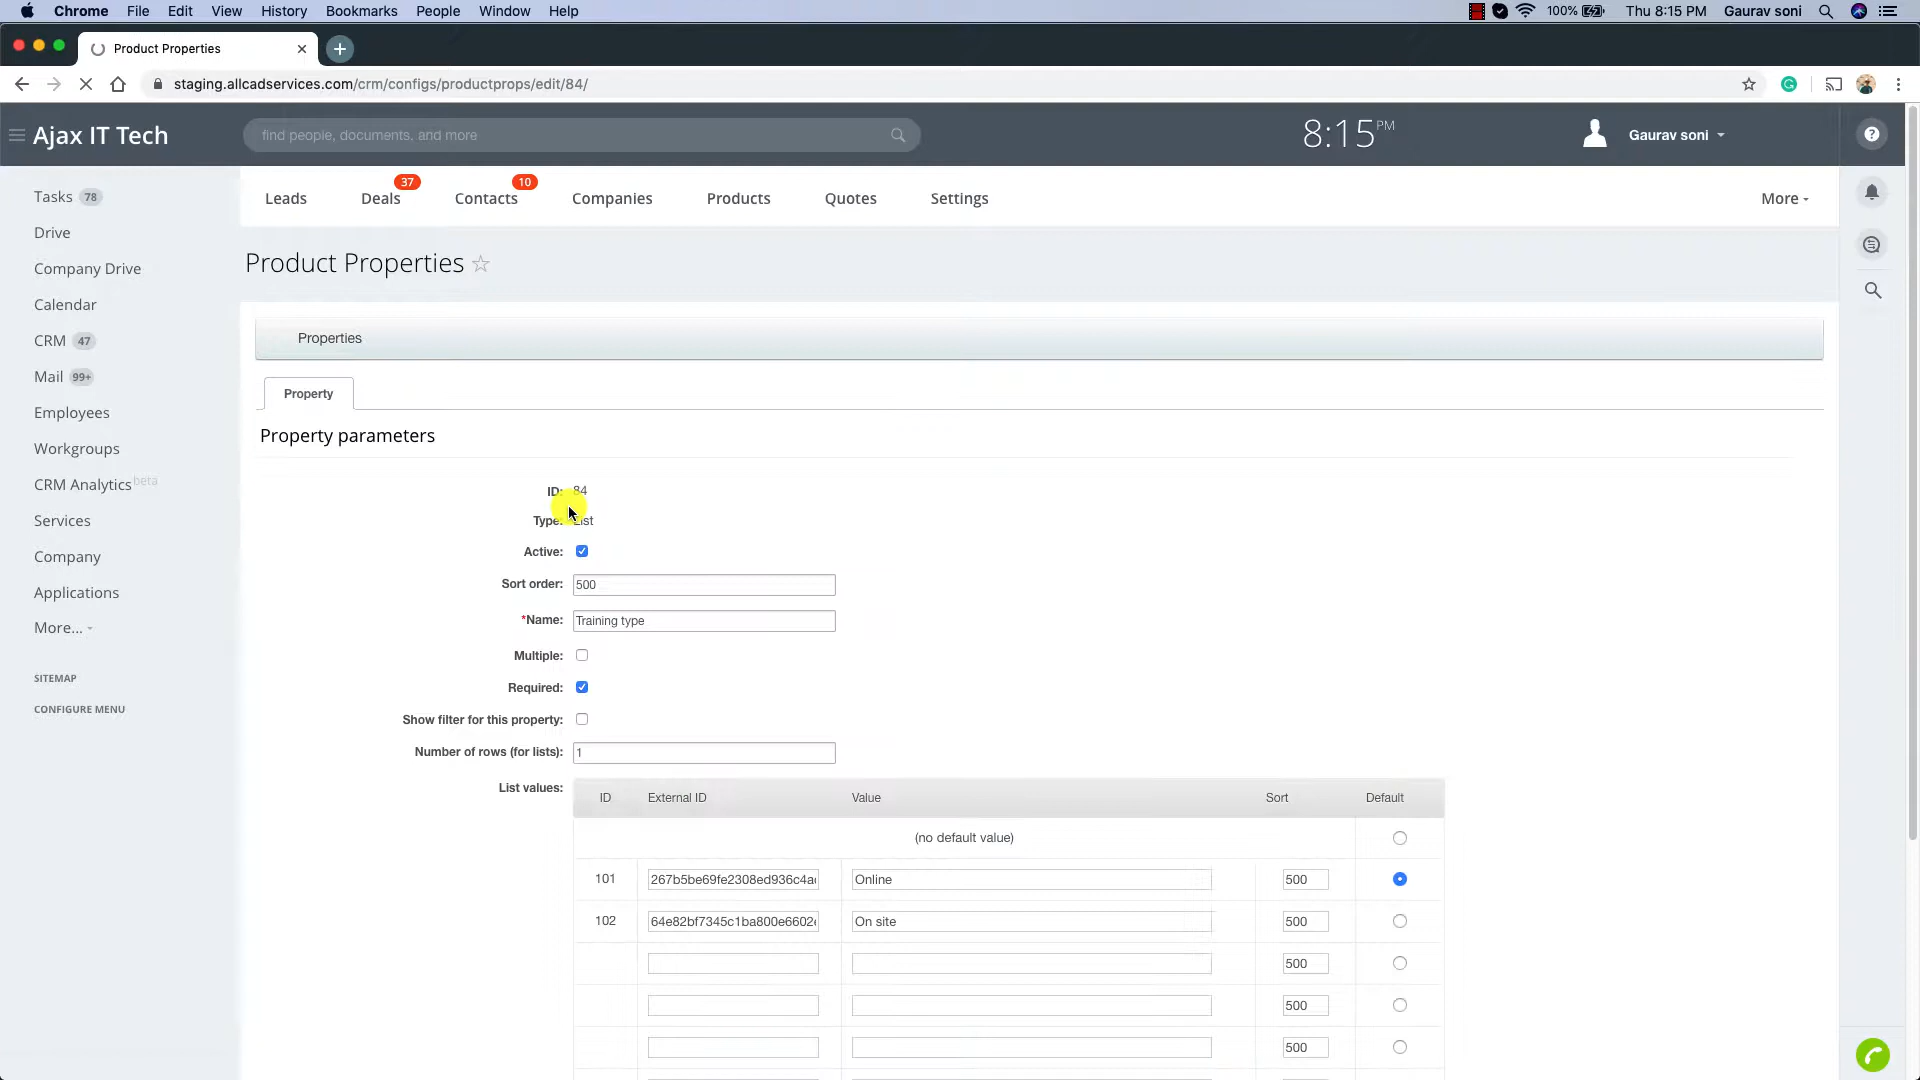 Chrome File Edit View History Bookmarks People Window Help 100% Thu 8:15 PM Gaurav soni
Product Properties
staging.allcadservices.com/crm/configs/productprops/edit/84/
Ajax IT Tech
find people, documents, and more
8:15 PM
Gaurav soni
?
Tasks 78
Drive
Company Drive
Calendar
CRM 47
Mail 99+
Employees
Workgroups
CRM Analytics beta
Services
Company
Applications
More...
SITEMAP
CONFIGURE MENU
Leads Deals 37 Contacts 10 Companies Products Quotes Settings More
Product Properties
Properties
Property
Property parameters
ID: 84
Type: List
Active:
Sort order: 500
*Name: Training type
Multiple:
Required:
Show filter for this property:
Number of rows (for lists): 1
List values:
ID External ID Value Sort Default
(no default value)
101 267b5be69fe2308ed936c4a Online 500
102 64e82bf7345c1ba800e6602 On site 500
500
500
500